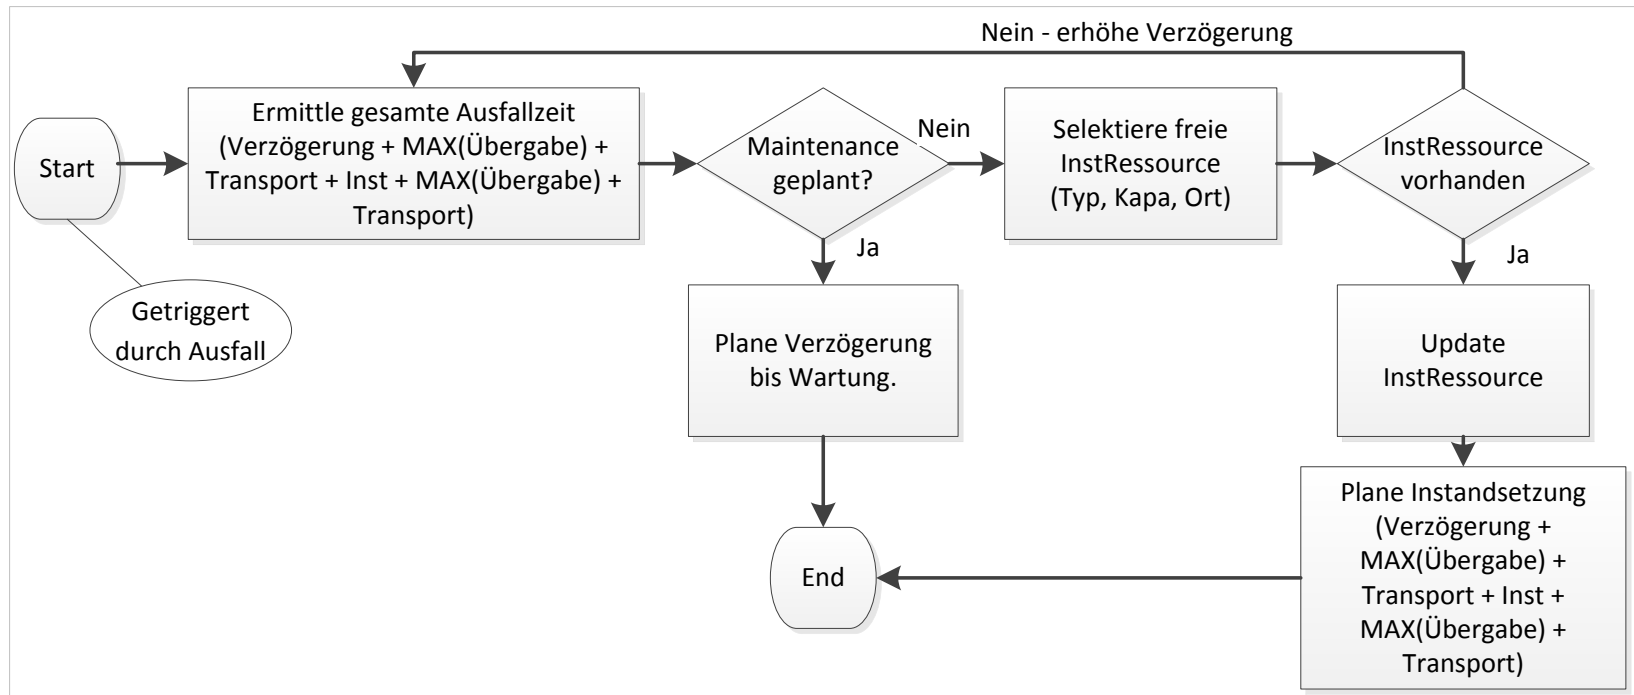 Nein - erhöhe Verzögerung
Start
Getriggert
durch Ausfall
Ermittle gesamte Ausfallzeit
(Verzögerung + MAX(Übergabe) +
Transport + Inst + MAX(Übergabe) +
Transport)
Maintenance
geplant?
Nein
Ja
Selektiere freie
InstRessource
(Typ, Kapa, Ort)
InstRessource
vorhanden
Ja
Plane Verzögerung
bis Wartung.
Update
InstRessource
Plane Instandsetzung
(Verzögerung +
MAX(Übergabe) +
Transport + Inst +
MAX(Übergabe) +
Transport)
End